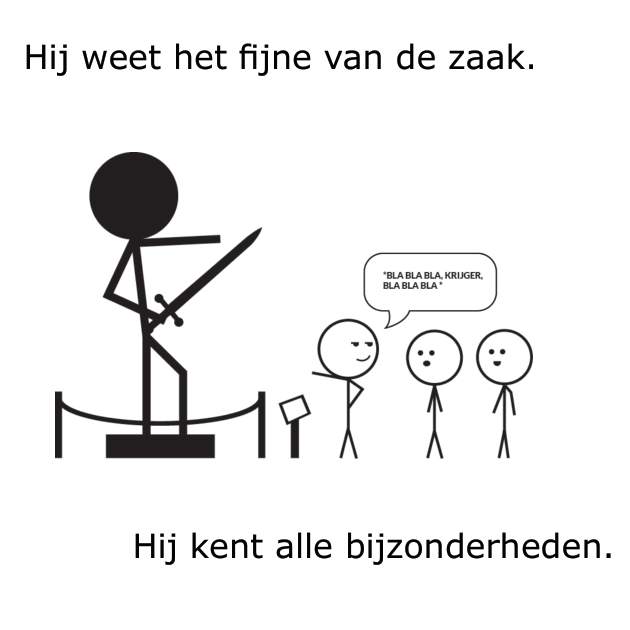 Hij weet het fijne van de zaak.
"BLA BLA BLA, KRIJGER,
BLA BLA BLA "
Hij kent alle bijzonderheden.